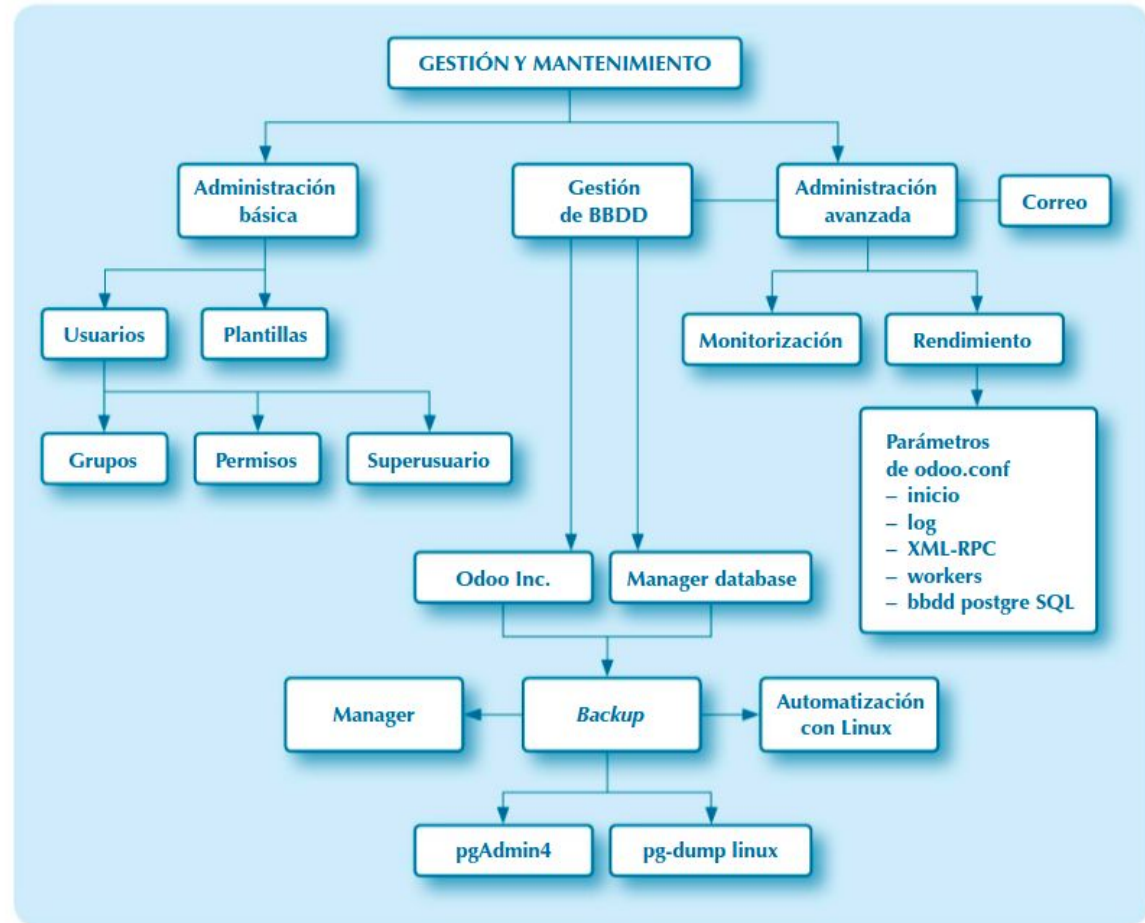 GESTIÓN Y MANTENIMIENTO
Administración
básica
Gestión
de BBDD
Administración
avanzada
Correo
Usuarios
Plantillas
Monitorización
Rendimiento
Grupos
Permisos
Superusuario
Parámetros
de odoo.conf
– inicio
– log
– XML-RPC
– workers
– bbdd postgre SQL
Odoo Inc.
Manager database
Manager
Backup
Automatización
con Linux
pgAdmin4
pg-dump linux